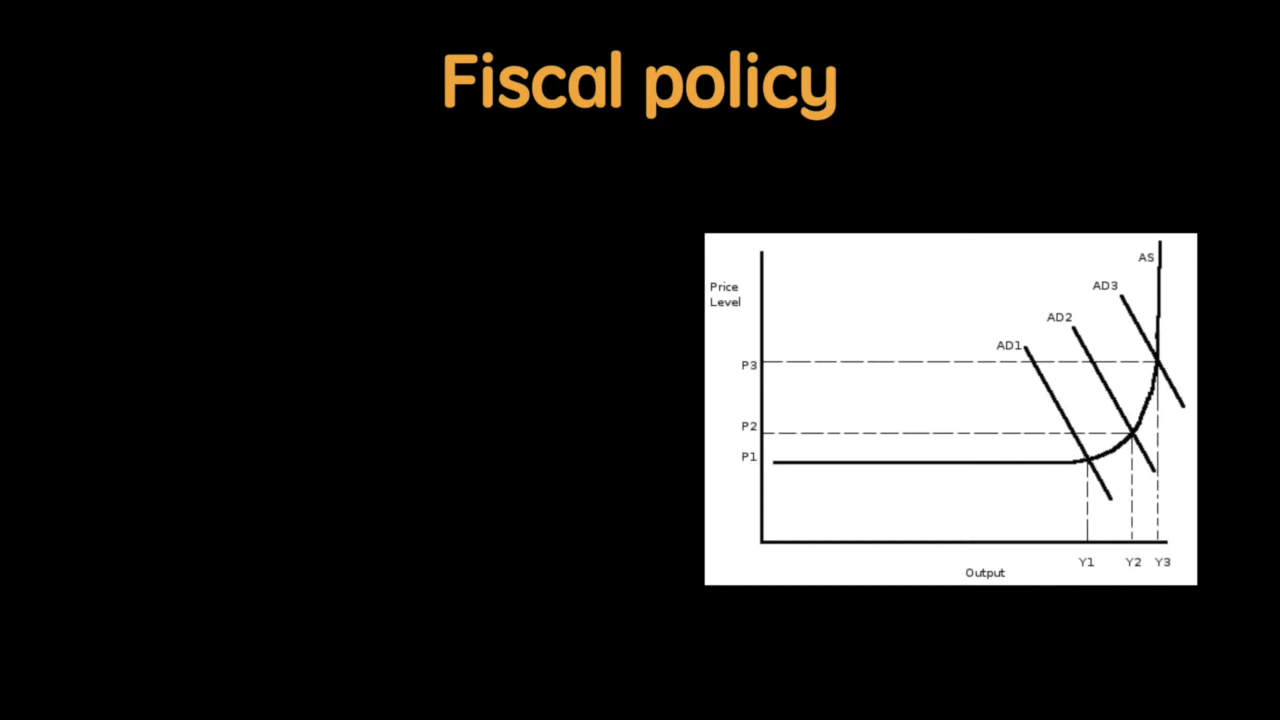 Fiscal policy
AS
Price
Level
AD3
AD2
AD1
P3
P2
P1
Y1 Y2 Y3
Output